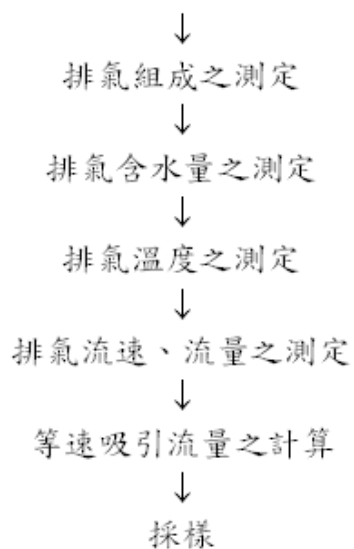 ↓
排氣組成之測定
↓
排氣含水量之測定
↓
排氣溫度之測定
↓
排氣流速、流量之測定
↓
等速吸引流量之計算
↓
採樣